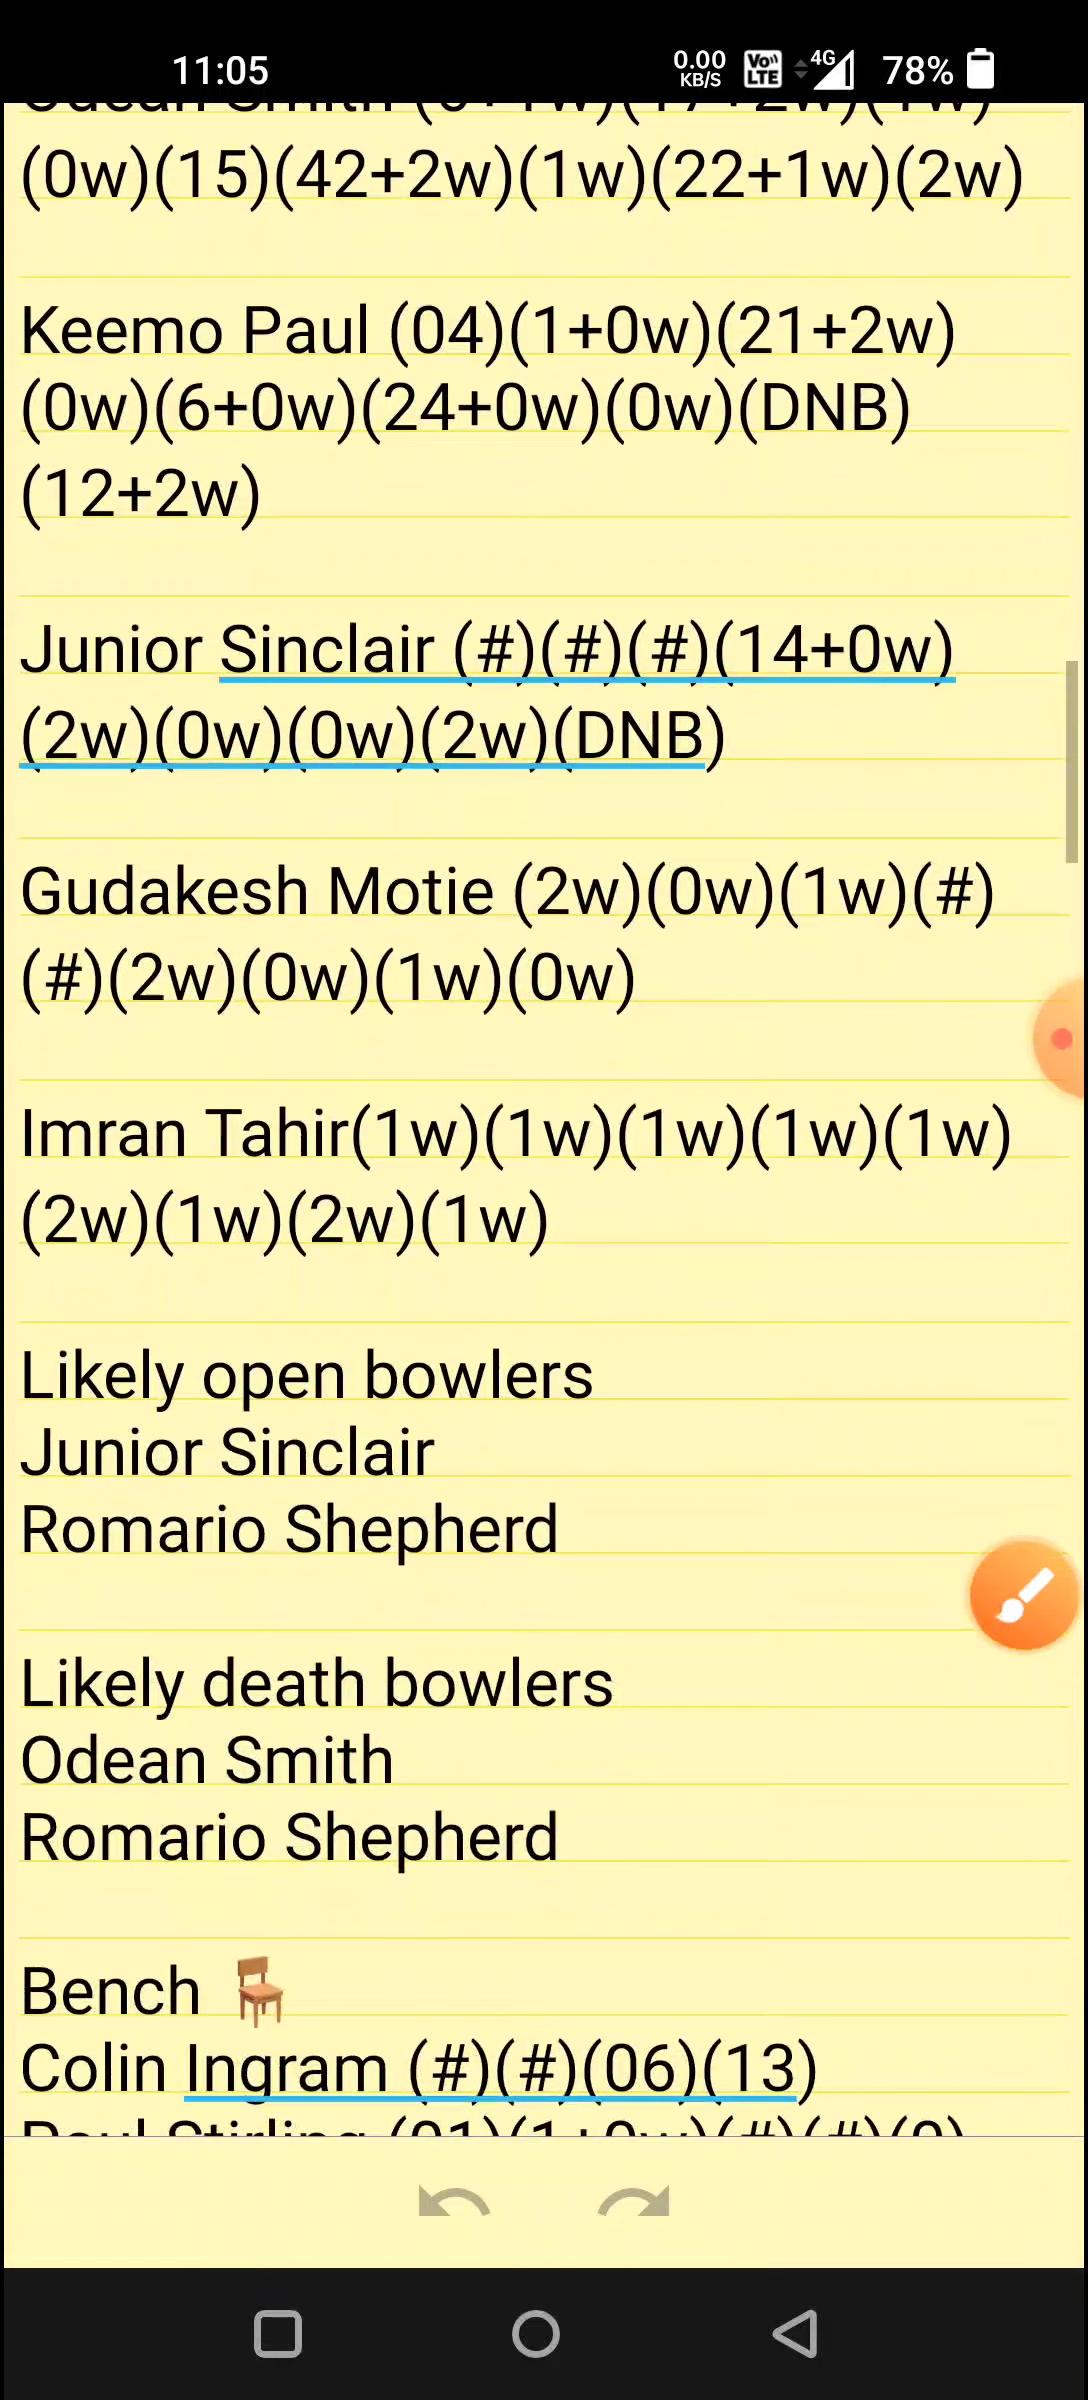 11:05
0.00 KB/S VoLTE 4G 78%
(0w)(15)(42+2w)(1w)(22+1w)(2w)
Keemo Paul (04)(1+0w)(21+2w)
(0w)(6+0w)(24+0w)(0w)(DNB)
(12+2w)
Junior Sinclair (#)(#)(#)(14+0w)
(2w)(0w)(0w)(2w)(DNB)
Gudakesh Motie (2w)(0w)(1w)(#)
(#)(2w)(0w)(1w)(0w)
Imran Tahir(1w)(1w)(1w)(1w)(1w)
(2w)(1w)(2w)(1w)
Likely open bowlers
Junior Sinclair
Romario Shepherd
Likely death bowlers
Odean Smith
Romario Shepherd
Bench
Colin Ingram (#)(#)(06)(13)